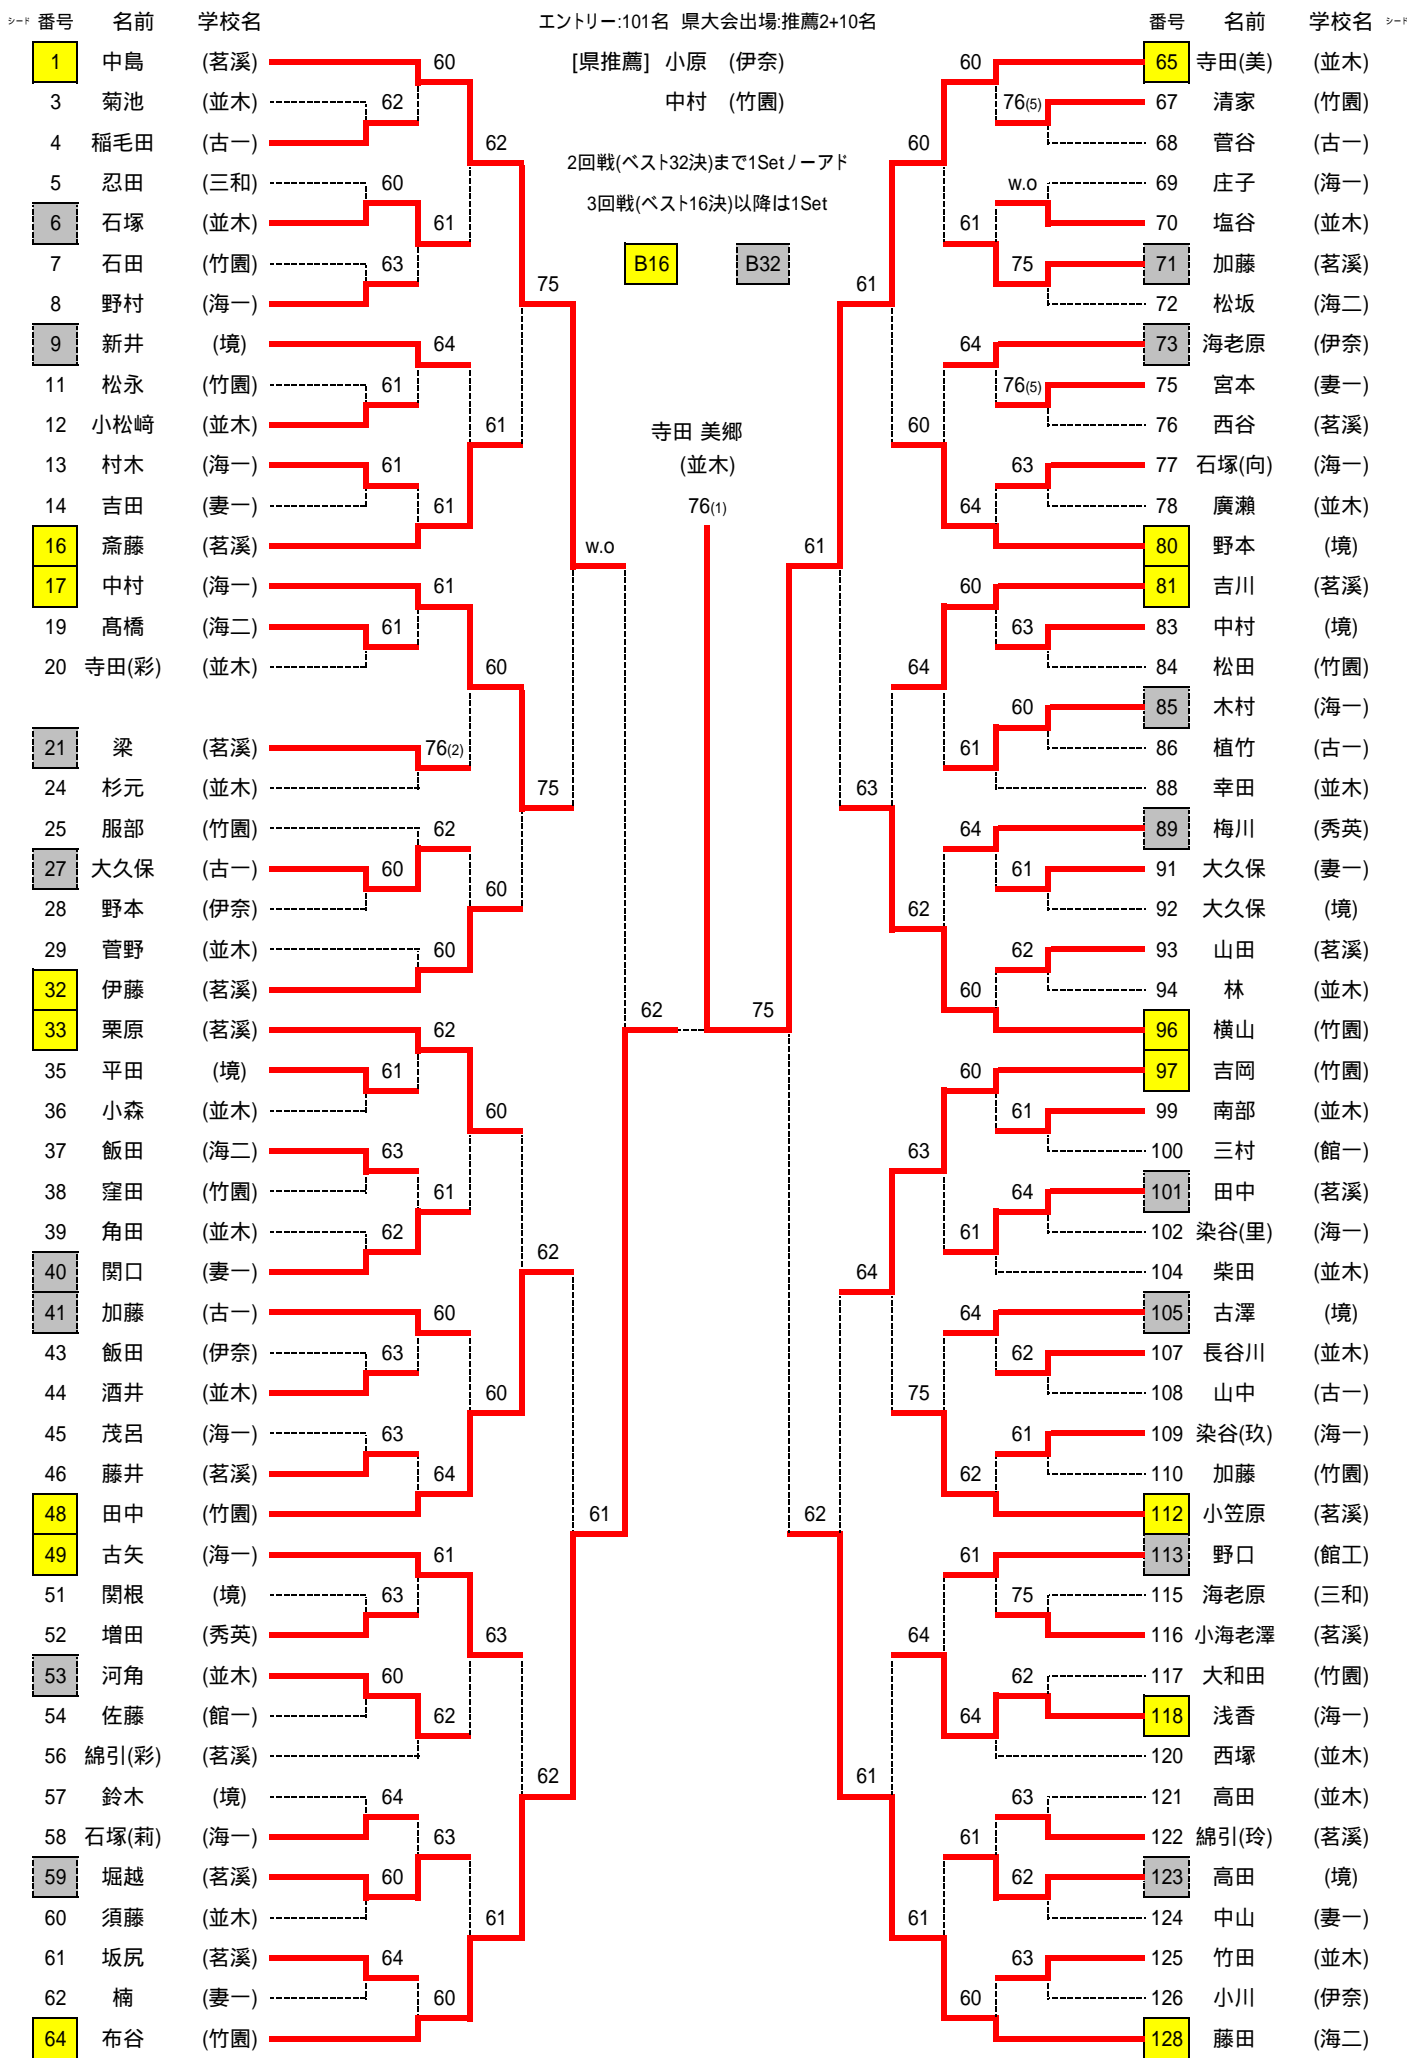 シード 番号 名前 学校名 エントリー:101名 県大会出場:推薦2+10名 番号 名前 学校名 シード
1 中島 (茗溪) 60 [県推薦] 小原 (伊奈) 60 65 寺田(美) (並木)
3 菊池 (並木) 62 中村 (竹園) 76(5) 67 清家 (竹園)
4 稲毛田 (古一) 62 60 68 菅谷 (古一)
2回戦(ベスト32決)まで1Setノーアド
5 忍田 (三和) 60 w.o 69 庄子 (海一)
3回戦(ベスト16決)以降は1Set
6 石塚 (並木) 61 61 70 塩谷 (並木)
7 石田 (竹園) 63 B16 B32 75 71 加藤 (茗溪)
8 野村 (海一) 75 61 72 松坂 (海二)
9 新井 (境) 64 64 73 海老原 (伊奈)
11 松永 (竹園) 61 76(5) 75 宮本 (妻一)
12 小松﨑 (並木) 61 寺田 美郷 60 76 西谷 (茗溪)
13 村木 (海一) 61 (並木) 63 77 石塚(向) (海一)
14 吉田 (妻一) 61 76(1) 64 78 廣瀬 (並木)
16 斎藤 (茗溪) w.o 61 80 野本 (境)
17 中村 (海一) 61 60 81 吉川 (茗溪)
19 髙橋 (海二) 61 63 83 中村 (境)
20 寺田(彩) (並木) 60 64 84 松田 (竹園)
60 85 木村 (海一)
21 梁 (茗溪) 76(2) 61 86 植竹 (古一)
24 杉元 (並木) 75 63 88 幸田 (並木)
25 服部 (竹園) 62 64 89 梅川 (秀英)
27 大久保 (古一) 60 61 91 大久保 (妻一)
28 野本 (伊奈) 60 62 92 大久保 (境)
29 菅野 (並木) 60 62 93 山田 (茗溪)
32 伊藤 (茗溪) 60 94 林 (並木)
33 栗原 (茗溪) 62 62 75 96 横山 (竹園)
35 平田 (境) 61 60 97 吉岡 (竹園)
36 小森 (並木) 60 61 99 南部 (並木)
37 飯田 (海二) 63 63 100 三村 (館一)
38 窪田 (竹園) 61 64 101 田中 (茗溪)
39 角田 (並木) 62 61 102 染谷(里) (海一)
40 関口 (妻一) 62 64 104 柴田 (並木)
41 加藤 (古一) 60 64 105 古澤 (境)
43 飯田 (伊奈) 63 62 107 長谷川 (並木)
44 酒井 (並木) 60 75 108 山中 (古一)
45 茂呂 (海一) 63 61 109 染谷(玖) (海一)
46 藤井 (茗溪) 64 62 110 加藤 (竹園)
48 田中 (竹園) 61 62 112 小笠原 (茗溪)
49 古矢 (海一) 61 61 113 野口 (館工)
51 関根 (境) 63 75 115 海老原 (三和)
52 増田 (秀英) 63 64 116 小海老澤 (茗溪)
53 河角 (並木) 60 62 117 大和田 (竹園)
54 佐藤 (館一) 62 64 118 浅香 (海一)
56 綿引(彩) (茗溪) 62 61 120 西塚 (並木)
57 鈴木 (境) 64 63 121 高田 (並木)
58 石塚(莉) (海一) 63 61 122 綿引(玲) (茗溪)
59 堀越 (茗溪) 60 62 123 高田 (境)
60 須藤 (並木) 61 61 124 中山 (妻一)
61 坂尻 (茗溪) 64 63 125 竹田 (並木)
62 楠 (妻一) 60 60 126 小川 (伊奈)
64 布谷 (竹園) 128 藤田 (海二)